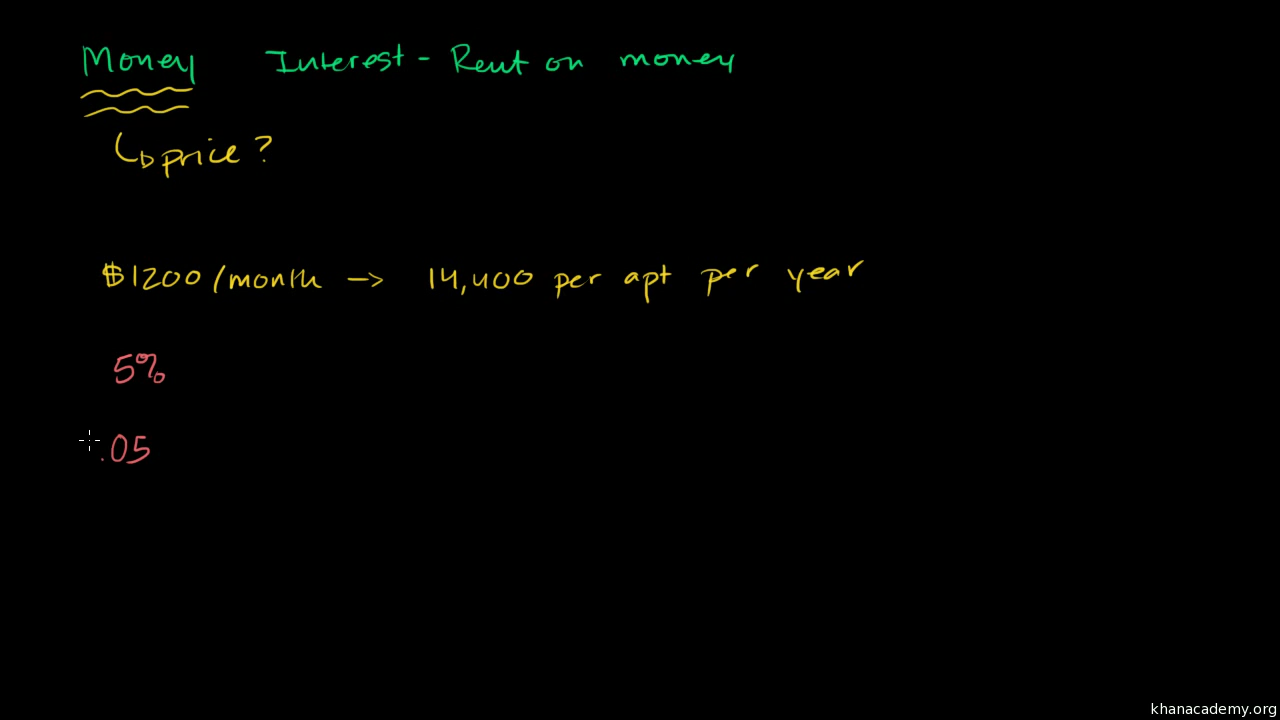 Money Interest - Rent on money
price?
$1200/month -> 14,400 per apt per year
5%
.05
khanacademy.org